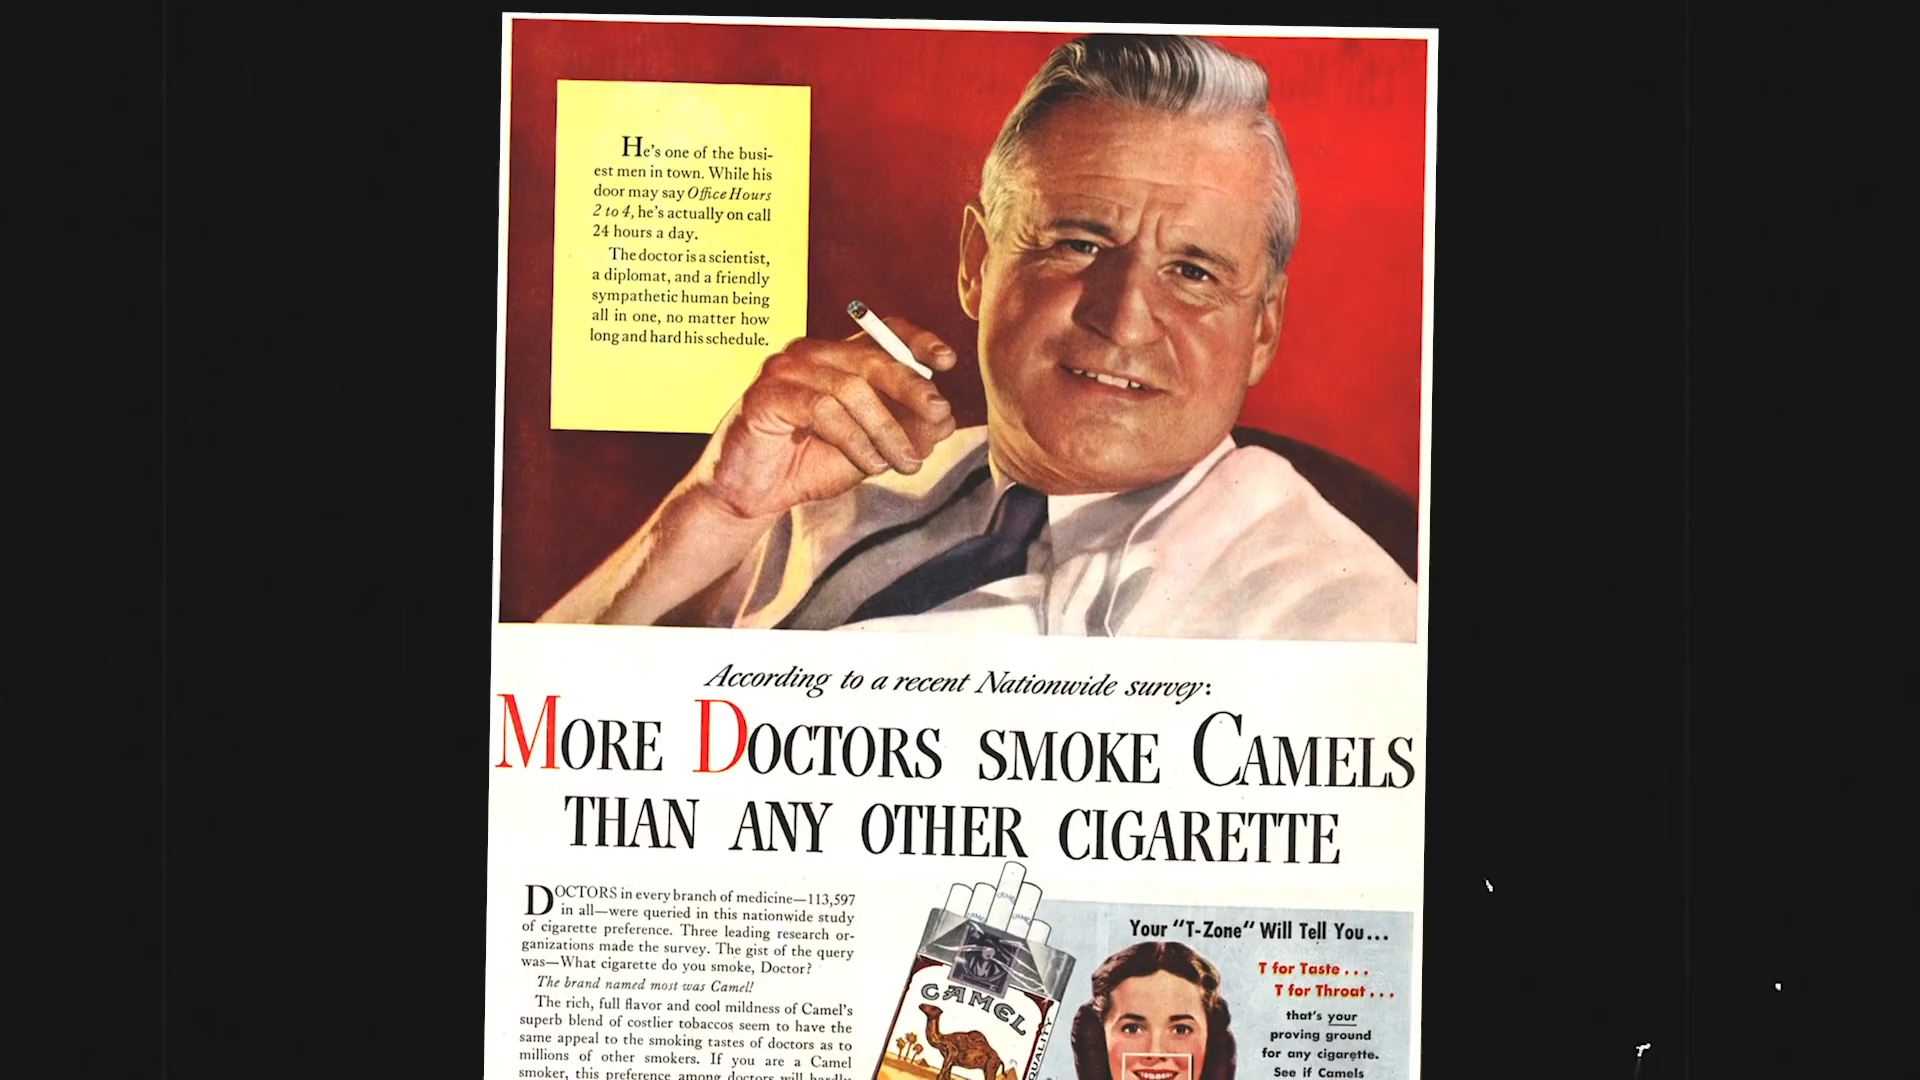 He's one of the busi-
est men in town. While his
door may say Office Hours
2 to 4, he's actually on call
24 hours a day.
The doctor is a scientist,
a diplomat, and a friendly
sympathetic human being
all in one, no matter how
long and hard his schedule.
According to a recent Nationwide survey:
MORE DOCTORS SMOKE CAMELS
THAN ANY OTHER CIGARETTE
DOCTORS in every branch of medicine—113,597
in all—were queried in this nationwide study
of cigarette preference. Three leading research or-
ganizations made the survey. The gist of the query
was—What cigarette do you smoke, Doctor?
The brand named most was Camel!
The rich, full flavor and cool mildness of Camel's
superb blend of costlier tobaccos seem to have the
same appeal to the smoking tastes of doctors as to
millions of other smokers. If you are a Camel
smoker, this preference among doctors will hardly
CAMEL
QUALITY
Your "T-Zone" Will Tell You...
T for Taste...
T for Throat...
that's your
proving ground
for any cigarette.
See if Camels